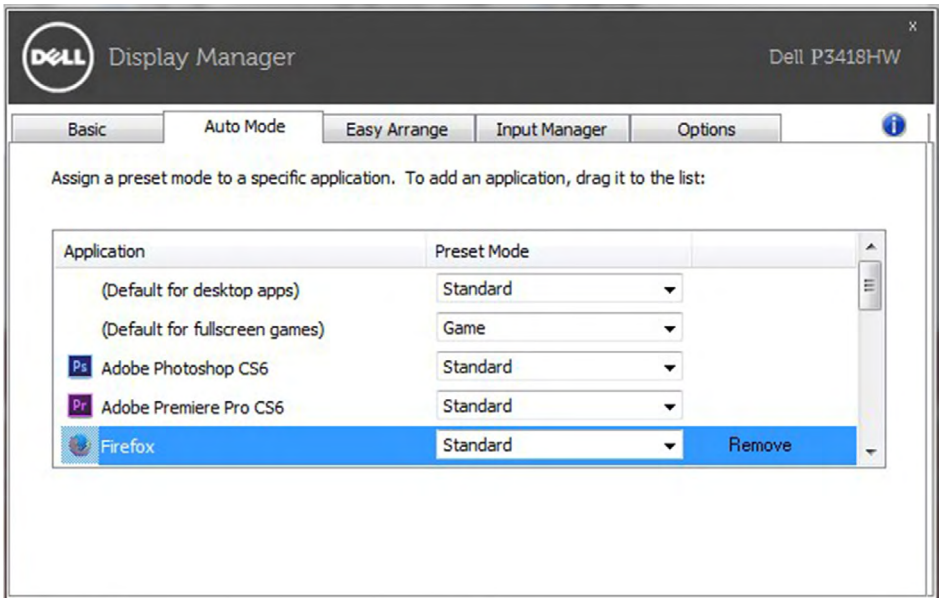 x
DELL Display Manager Dell P3418HW
Basic Auto Mode Easy Arrange Input Manager Options i
Assign a preset mode to a specific application. To add an application, drag it to the list:
Application Preset Mode
(Default for desktop apps) Standard
(Default for fullscreen games) Game
Ps Adobe Photoshop CS6 Standard
Pr Adobe Premiere Pro CS6 Standard
Firefox Standard Remove